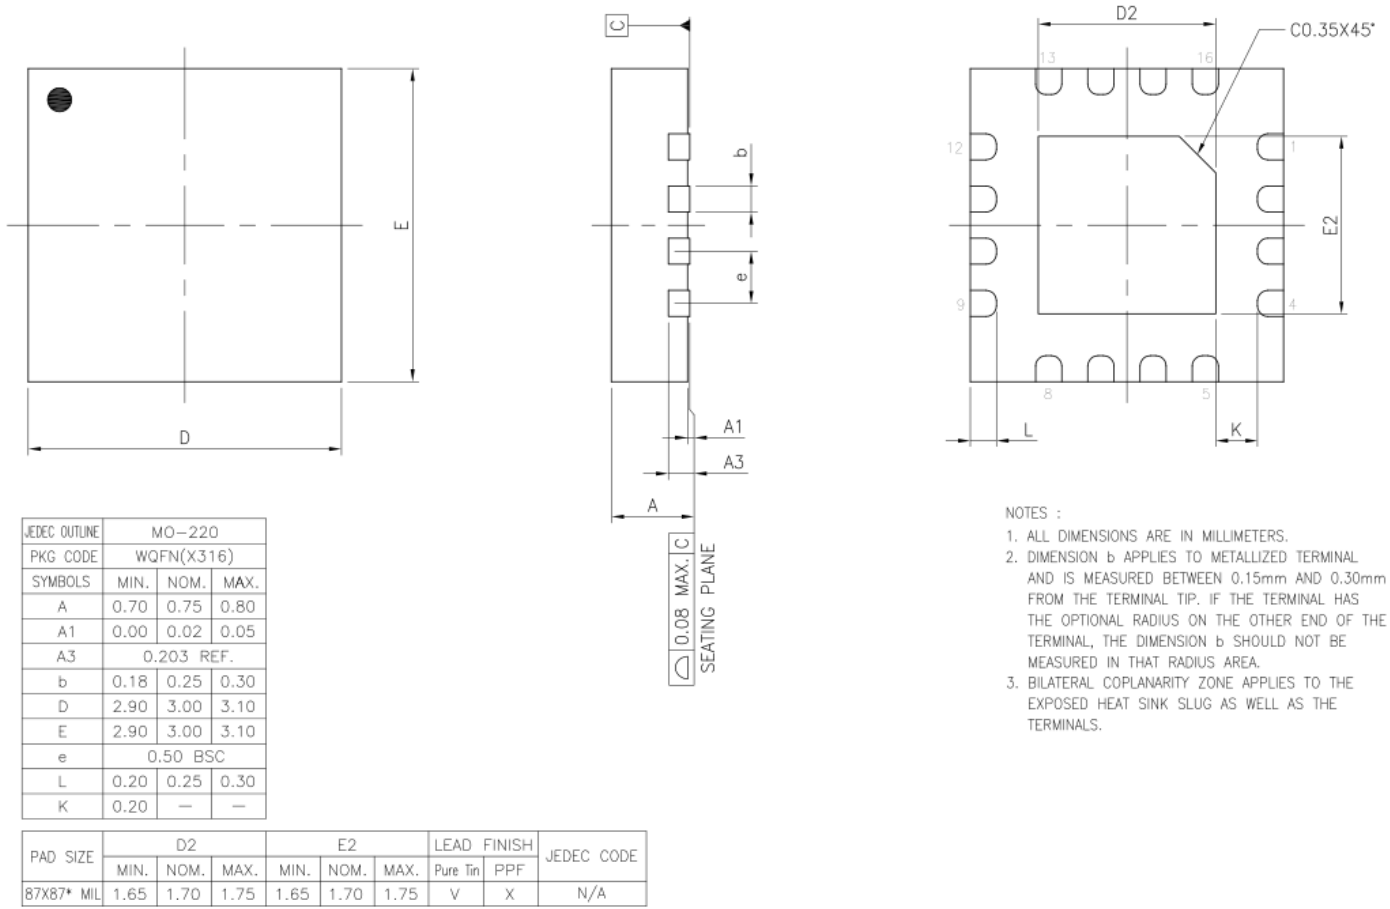 C
D2
C0.35X45°
13
16
12
1
b
E
E2
e
9
4
8
5
D
A1
L
K
A3
A
0.08 MAX. C
SEATING PLANE
JEDEC OUTLINE MO-220
PKG CODE WQFN(X316)
SYMBOLS MIN. NOM. MAX.
A 0.70 0.75 0.80
A1 0.00 0.02 0.05
A3 0.203 REF.
b 0.18 0.25 0.30
D 2.90 3.00 3.10
E 2.90 3.00 3.10
e 0.50 BSC
L 0.20 0.25 0.30
K 0.20 — —
NOTES :
1. ALL DIMENSIONS ARE IN MILLIMETERS.
2. DIMENSION b APPLIES TO METALLIZED TERMINAL
AND IS MEASURED BETWEEN 0.15mm AND 0.30mm
FROM THE TERMINAL TIP. IF THE TERMINAL HAS
THE OPTIONAL RADIUS ON THE OTHER END OF THE
TERMINAL, THE DIMENSION b SHOULD NOT BE
MEASURED IN THAT RADIUS AREA.
3. BILATERAL COPLANARITY ZONE APPLIES TO THE
EXPOSED HEAT SINK SLUG AS WELL AS THE
TERMINALS.
PAD SIZE D2 E2 LEAD FINISH JEDEC CODE
MIN. NOM. MAX. MIN. NOM. MAX. Pure Tin PPF
87X87* MIL 1.65 1.70 1.75 1.65 1.70 1.75 V X N/A